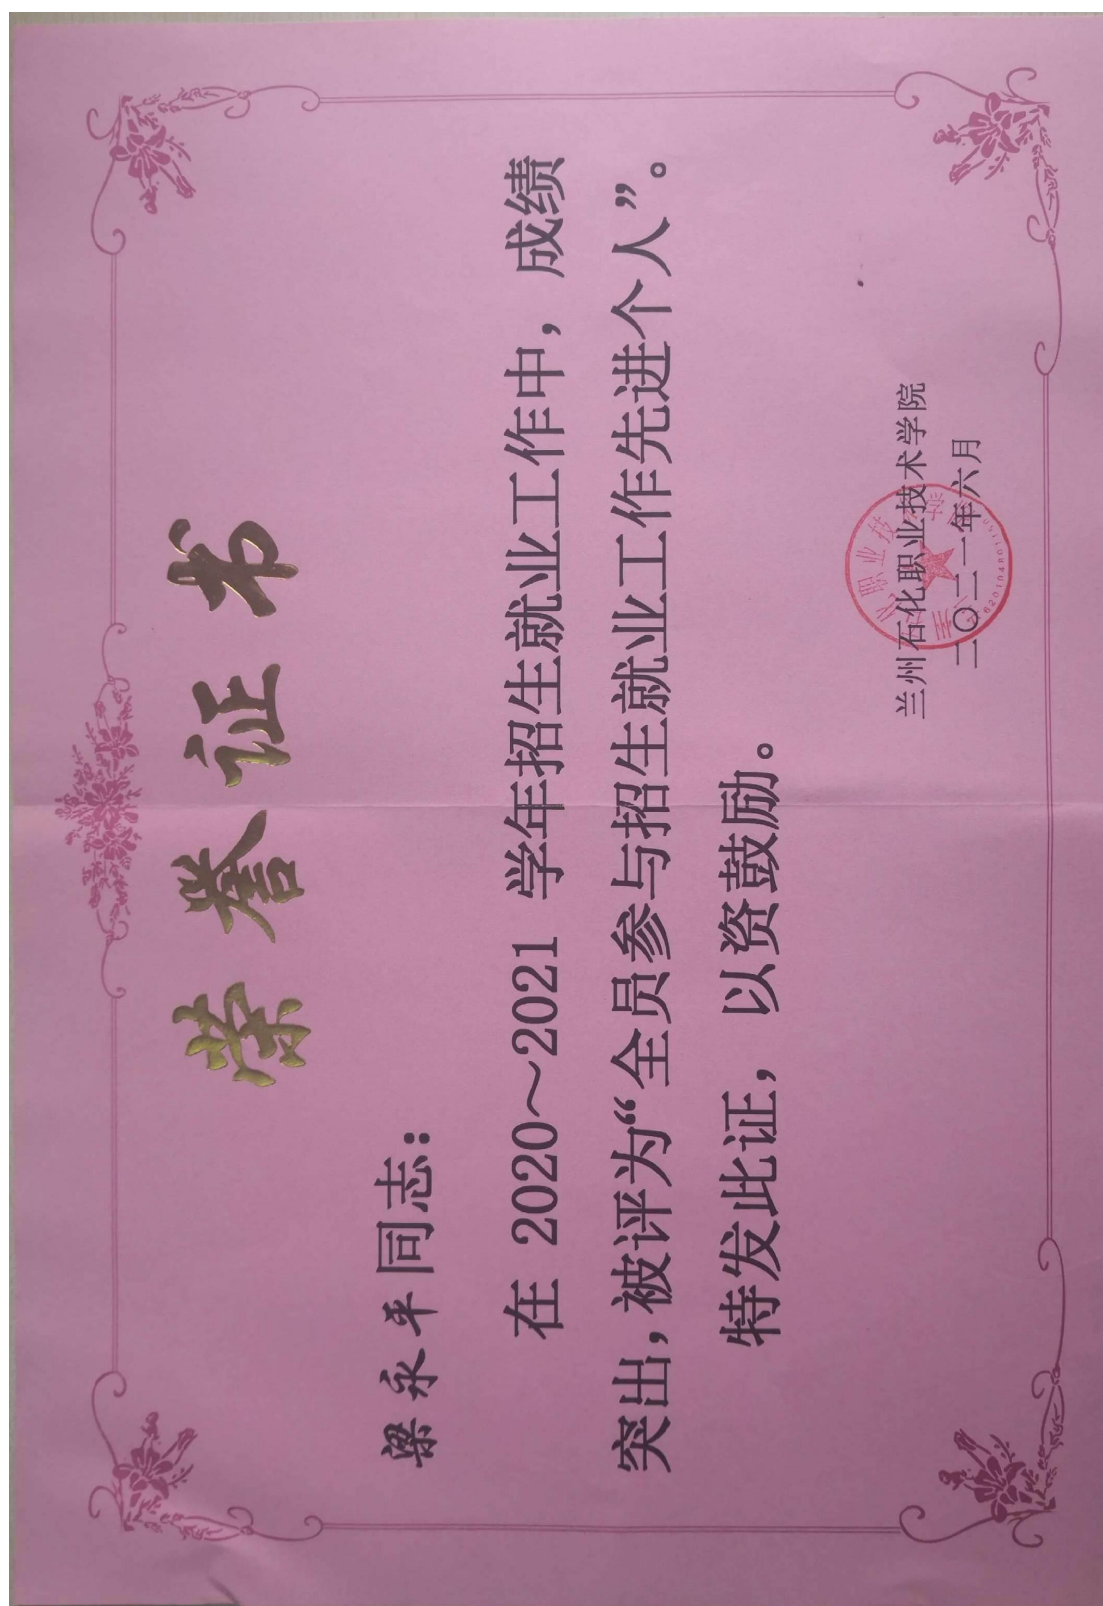 荣誉证书
梁永平同志：
在 2020～2021 学年招生就业工作中，成绩
突出，被评为“全员参与招生就业工作先进个人”。
特发此证，以资鼓励。
兰州石化职业技术学院
二〇二一年六月